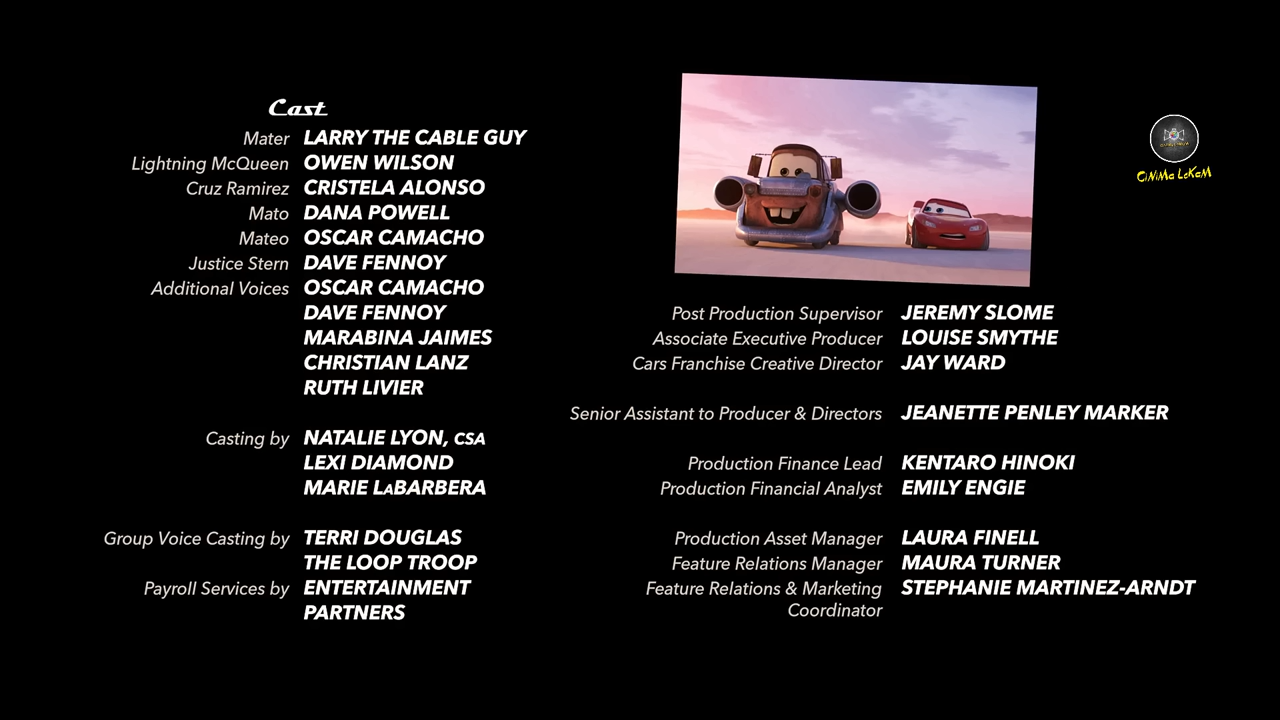 Cast
Mater LARRY THE CABLE GUY
Lightning McQueen OWEN WILSON
Cruz Ramirez CRISTELA ALONSO
Mato DANA POWELL
Mateo OSCAR CAMACHO
Justice Stern DAVE FENNOY
Additional Voices OSCAR CAMACHO
DAVE FENNOY
MARABINA JAIMES
CHRISTIAN LANZ
RUTH LIVIER
Casting by NATALIE LYON, CSA
LEXI DIAMOND
MARIE LaBARBERA
Group Voice Casting by TERRI DOUGLAS
THE LOOP TROOP
Payroll Services by ENTERTAINMENT
PARTNERS
CiNiMa LeKaM
Post Production Supervisor JEREMY SLOME
Associate Executive Producer LOUISE SMYTHE
Cars Franchise Creative Director JAY WARD
Senior Assistant to Producer & Directors JEANETTE PENLEY MARKER
Production Finance Lead KENTARO HINOKI
Production Financial Analyst EMILY ENGIE
Production Asset Manager LAURA FINELL
Feature Relations Manager MAURA TURNER
Feature Relations & Marketing STEPHANIE MARTINEZ-ARNDT
Coordinator